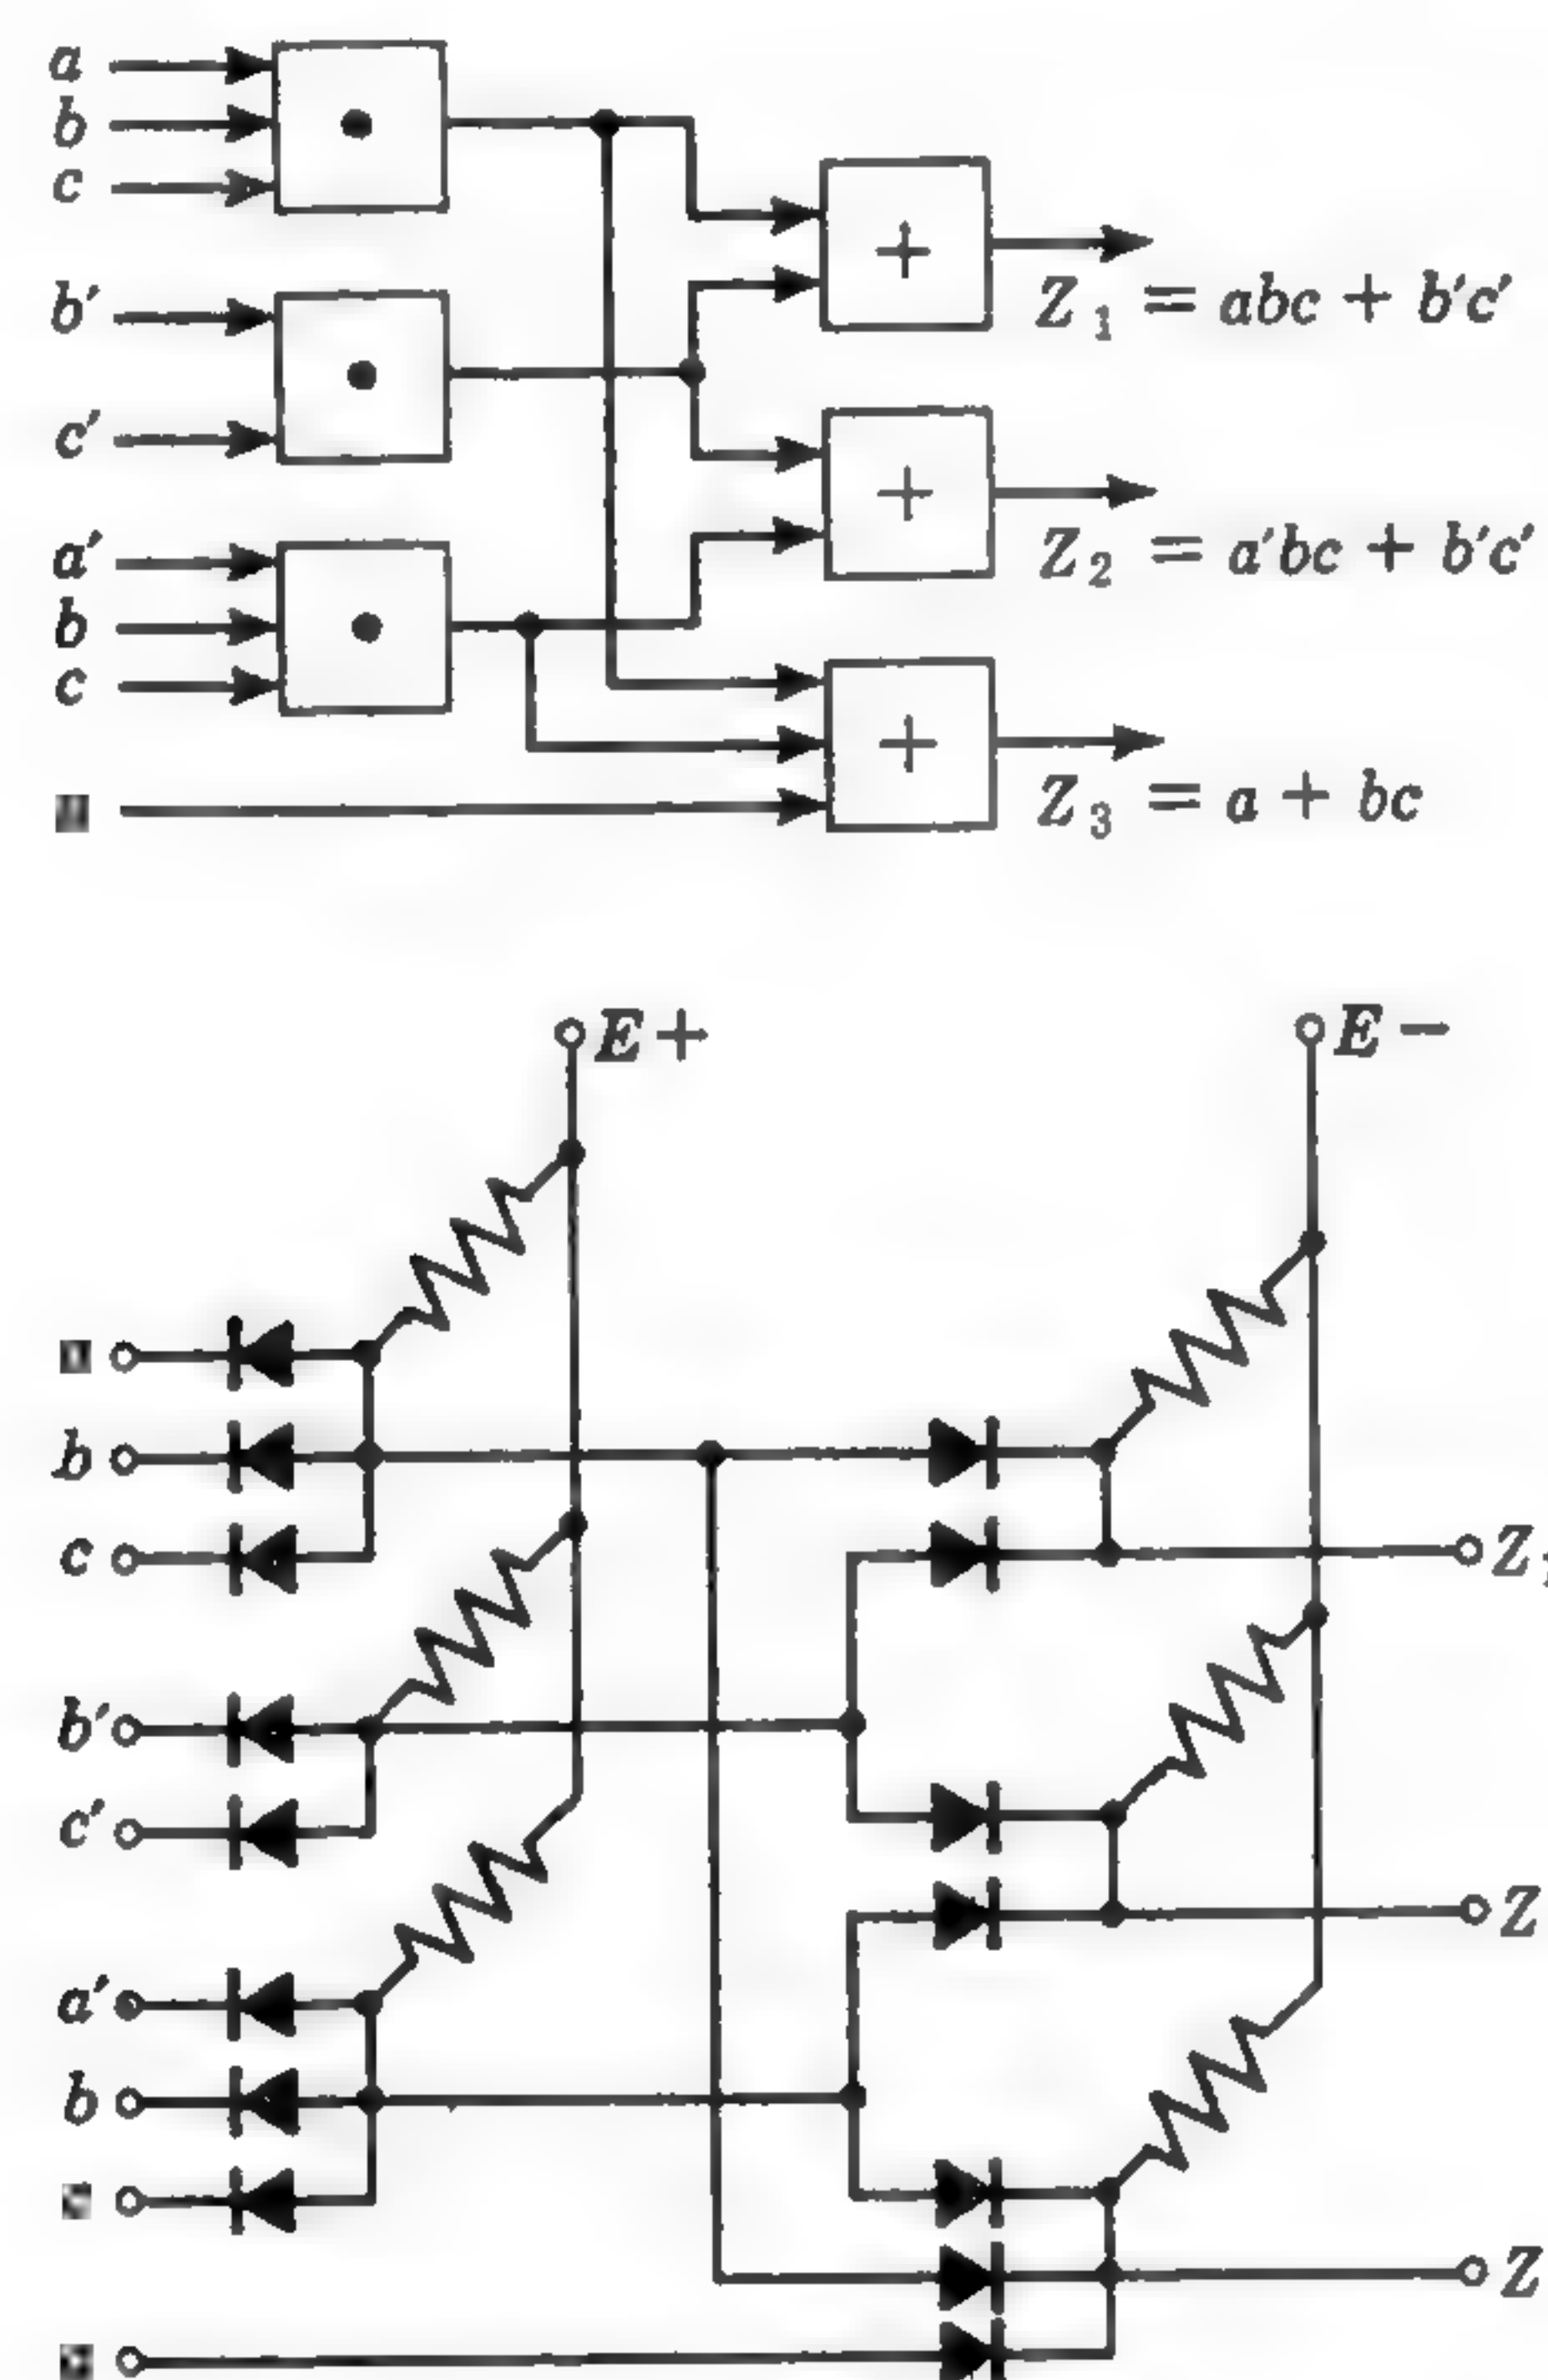 a
b
c
b′
c′
Z₁ = abc + b′c′
a′
b
c
Z₂ = a′bc + b′c′
Z₃ = a + bc
E+
E−
b
c
Z
b′
c′
Z
a′
b
Z